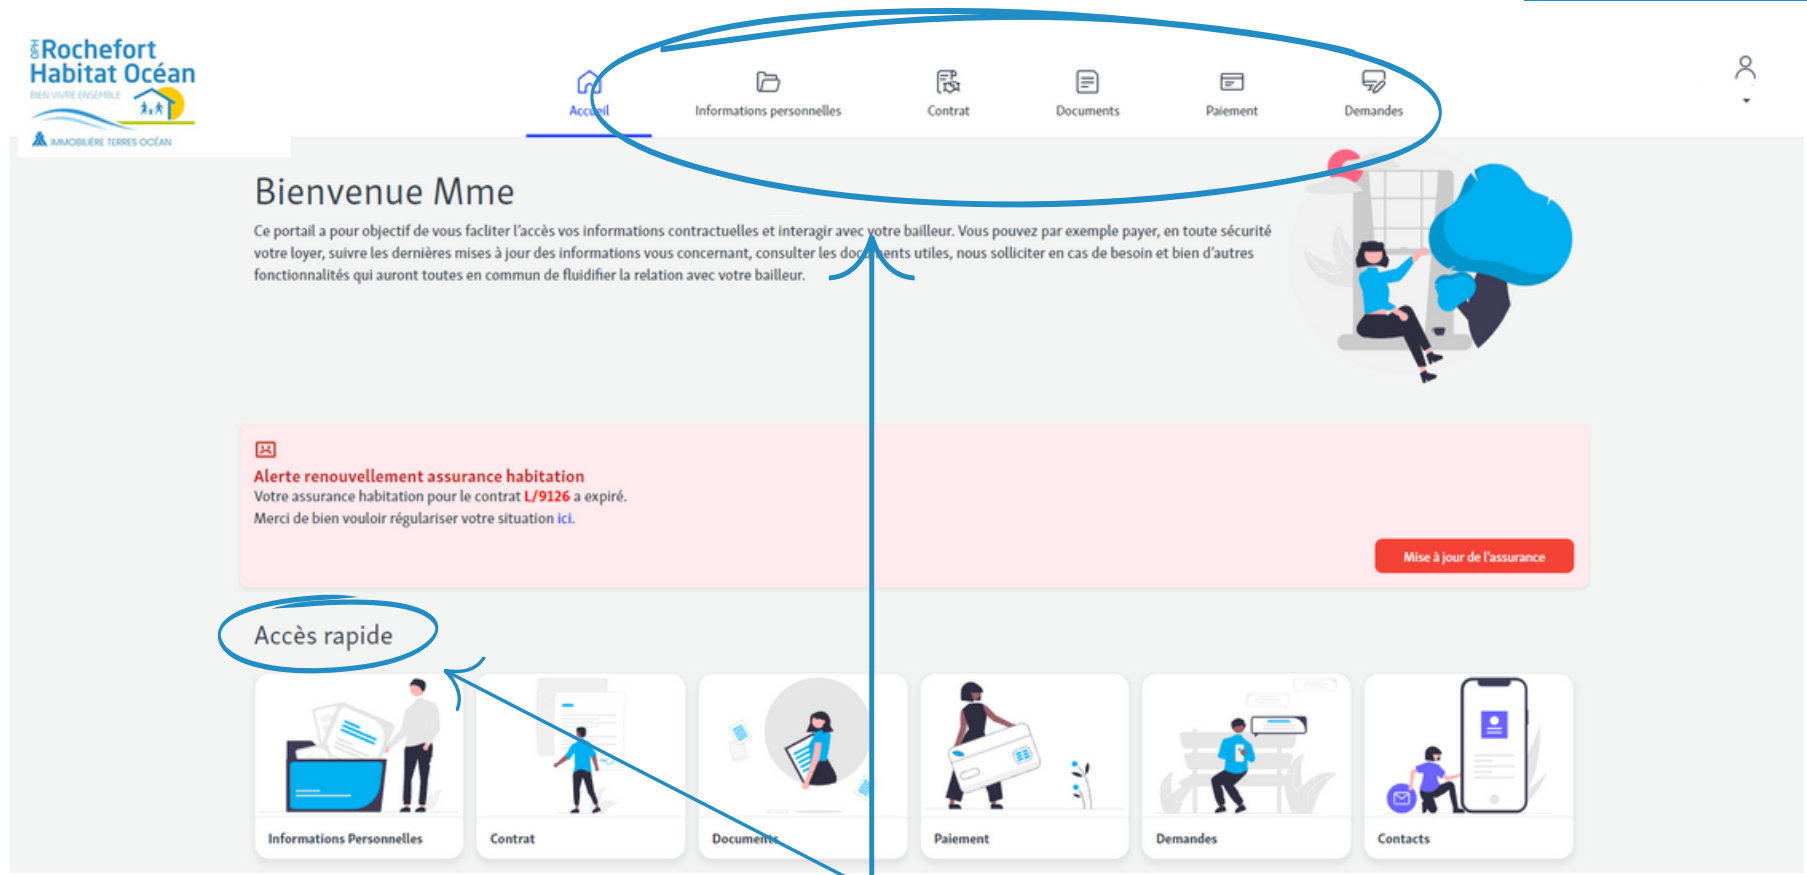 OPH
Rochefort
Habitat Océan
BIEN VIVRE ENSEMBLE
IMMOBILIÈRE TERRES OCÉAN
Accueil
Informations personnelles
Contrat
Documents
Paiement
Demandes
Bienvenue Mme
Ce portail a pour objectif de vous facliter l'accès vos informations contractuelles et interagir avec votre bailleur. Vous pouvez par exemple payer, en toute sécurité
votre loyer, suivre les dernières mises à jour des informations vous concernant, consulter les documents utiles, nous solliciter en cas de besoin et bien d'autres
fonctionnalités qui auront toutes en commun de fluidifier la relation avec votre bailleur.
Alerte renouvellement assurance habitation
Votre assurance habitation pour le contrat L/9126 a expiré.
Merci de bien vouloir régulariser votre situation ici.
Mise à jour de l'assurance
Accès rapide
Informations Personnelles
Contrat
Documents
Paiement
Demandes
Contacts